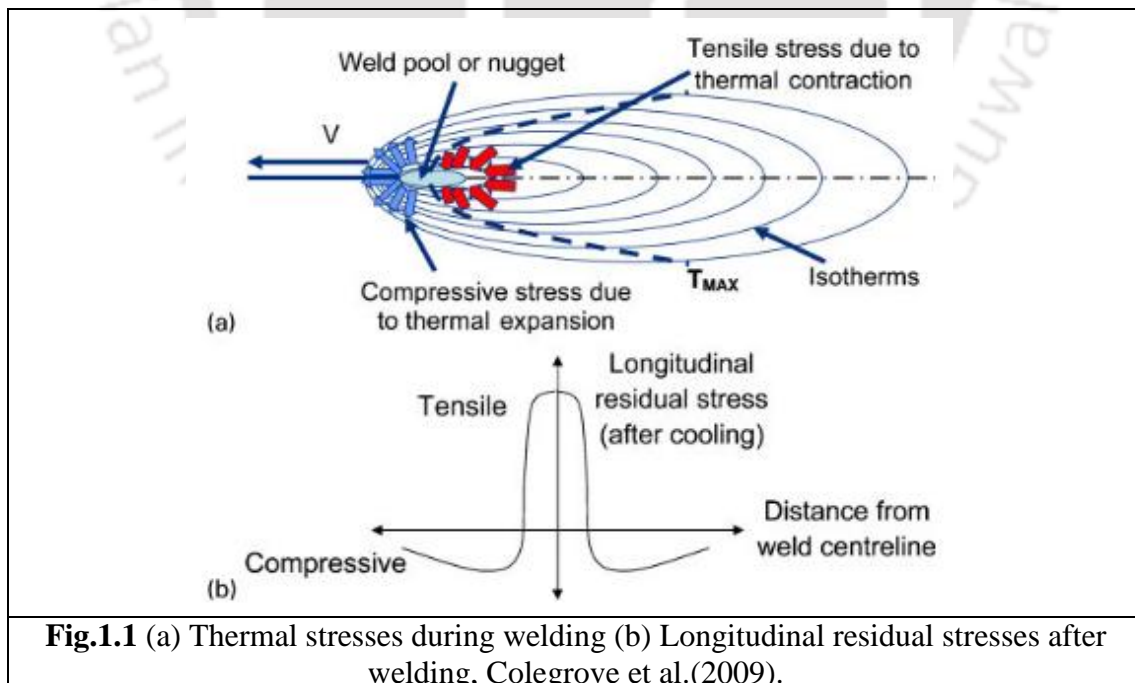 Weld pool or nugget
Tensile stress due to
thermal contraction
V
T_MAX
Isotherms
Compressive stress due
to thermal expansion
(a)
Longitudinal
residual stress
(after cooling)
Tensile
Distance from
weld centreline
Compressive
(b)
Fig.1.1 (a) Thermal stresses during welding (b) Longitudinal residual stresses after
welding, Colegrove et al.(2009).